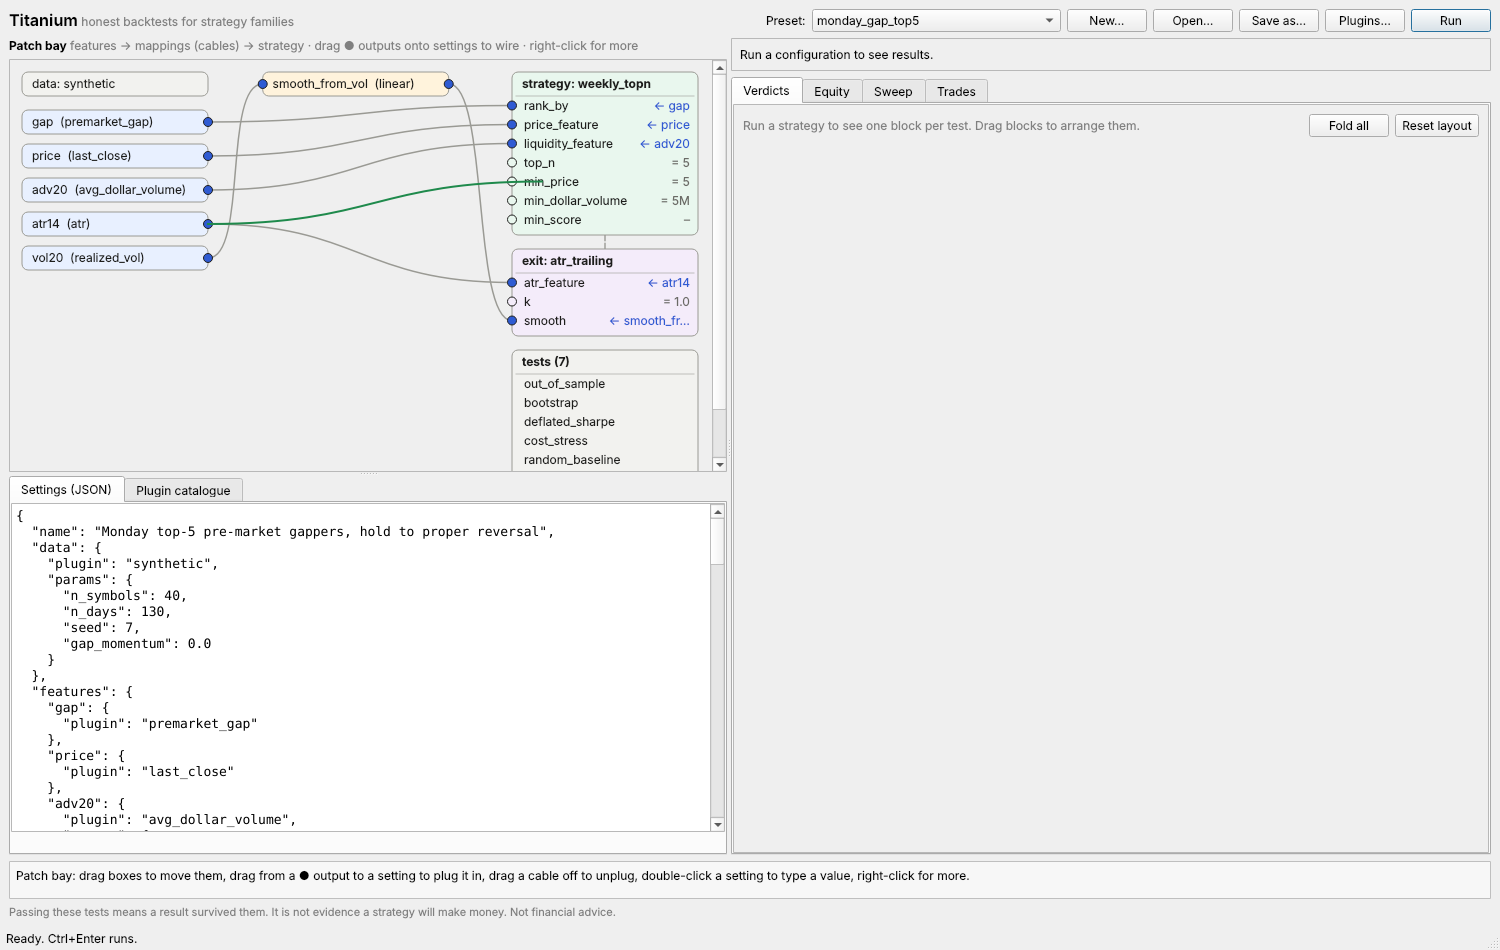 Titanium honest backtests for strategy families
Preset: monday_gap_top5 New... Open... Save as... Plugins... Run
Patch bay features → mappings (cables) → strategy · drag ● outputs onto settings to wire · right-click for more
data: synthetic
gap (premarket_gap)
price (last_close)
adv20 (avg_dollar_volume)
atr14 (atr)
vol20 (realized_vol)
smooth_from_vol (linear)
strategy: weekly_topn
rank_by ← gap
price_feature ← price
liquidity_feature ← adv20
top_n = 5
min_price = 5
min_dollar_volume = 5M
min_score –
exit: atr_trailing
atr_feature ← atr14
k = 1.0
smooth ← smooth_fr...
tests (7)
out_of_sample
bootstrap
deflated_sharpe
cost_stress
random_baseline
Settings (JSON) Plugin catalogue
{
  "name": "Monday top-5 pre-market gappers, hold to proper reversal",
  "data": {
    "plugin": "synthetic",
    "params": {
      "n_symbols": 40,
      "n_days": 130,
      "seed": 7,
      "gap_momentum": 0.0
    }
  },
  "features": {
    "gap": {
      "plugin": "premarket_gap"
    },
    "price": {
      "plugin": "last_close"
    },
    "adv20": {
      "plugin": "avg_dollar_volume",
Run a configuration to see results.
Verdicts Equity Sweep Trades
Run a strategy to see one block per test. Drag blocks to arrange them. Fold all Reset layout
Patch bay: drag boxes to move them, drag from a ● output to a setting to plug it in, drag a cable off to unplug, double-click a setting to type a value, right-click for more.
Passing these tests means a result survived them. It is not evidence a strategy will make money. Not financial advice.
Ready. Ctrl+Enter runs.